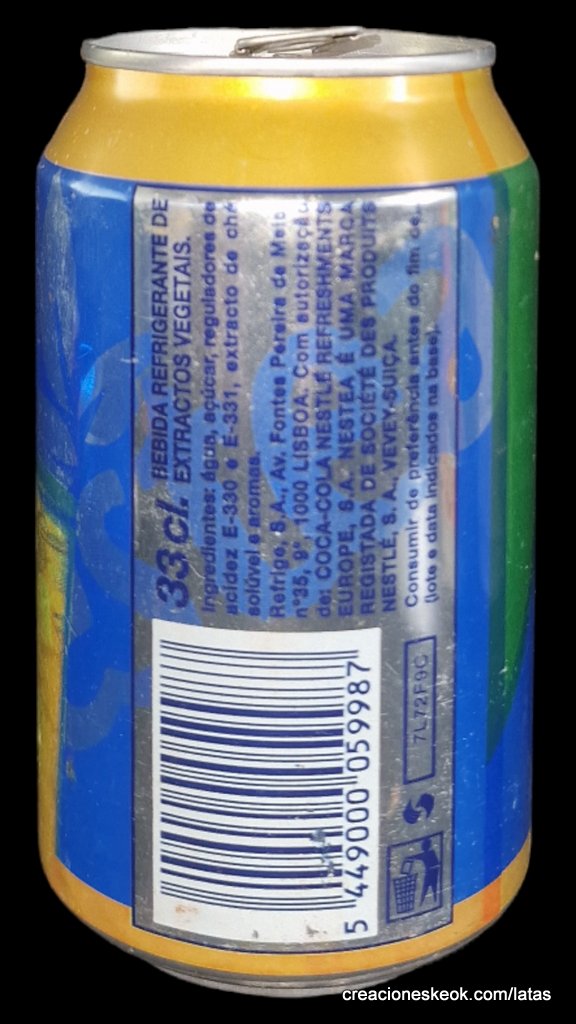 33 cl. BEBIDA REFRIGERANTE DE
EXTRACTOS VEGETAIS.
Ingredientes: água, açúcar, reguladores de
acidez E-330 e E-331, extracto de chá
solúvel e aromas.
Refrige, S.A., Av. Fontes Pereira de Melo
nº35, 9º, 1000 LISBOA. Com autorização
de: COCA-COLA NESTLÉ REFRESHMENTS
EUROPE, S.A. NESTEA É UMA MARCA
REGISTADA DE SOCIÉTÉ DES PRODUITS
NESTLÉ, S.A, VEVEY-SUIÇA.
Consumir de preferência antes do fim de...
(lote e data indicados na base).
5 449000 059987
7L72F9C
creacioneskeok.com/latas